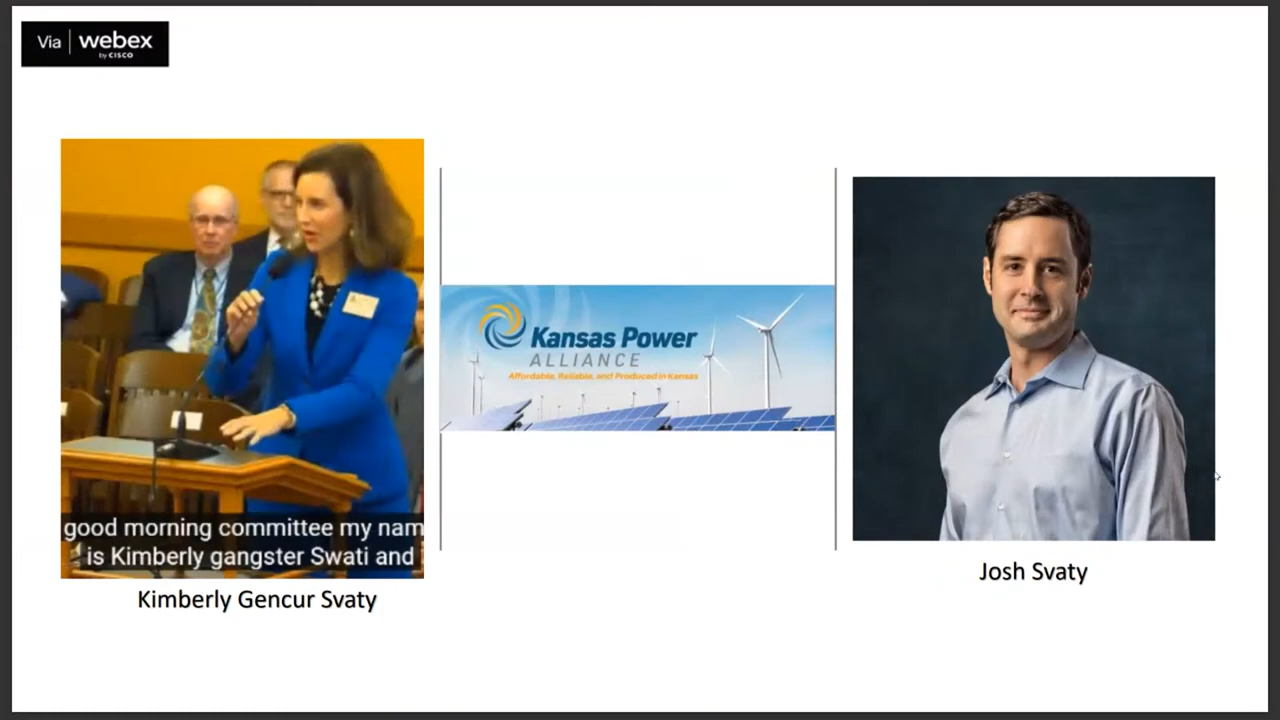 Via webex
by CISCO
good morning committee my nam
is Kimberly gangster Swati and i
Kimberly Gencur Svaty
Kansas Power
ALLIANCE
Affordable, Reliable, and Produced in Kansas
Josh Svaty